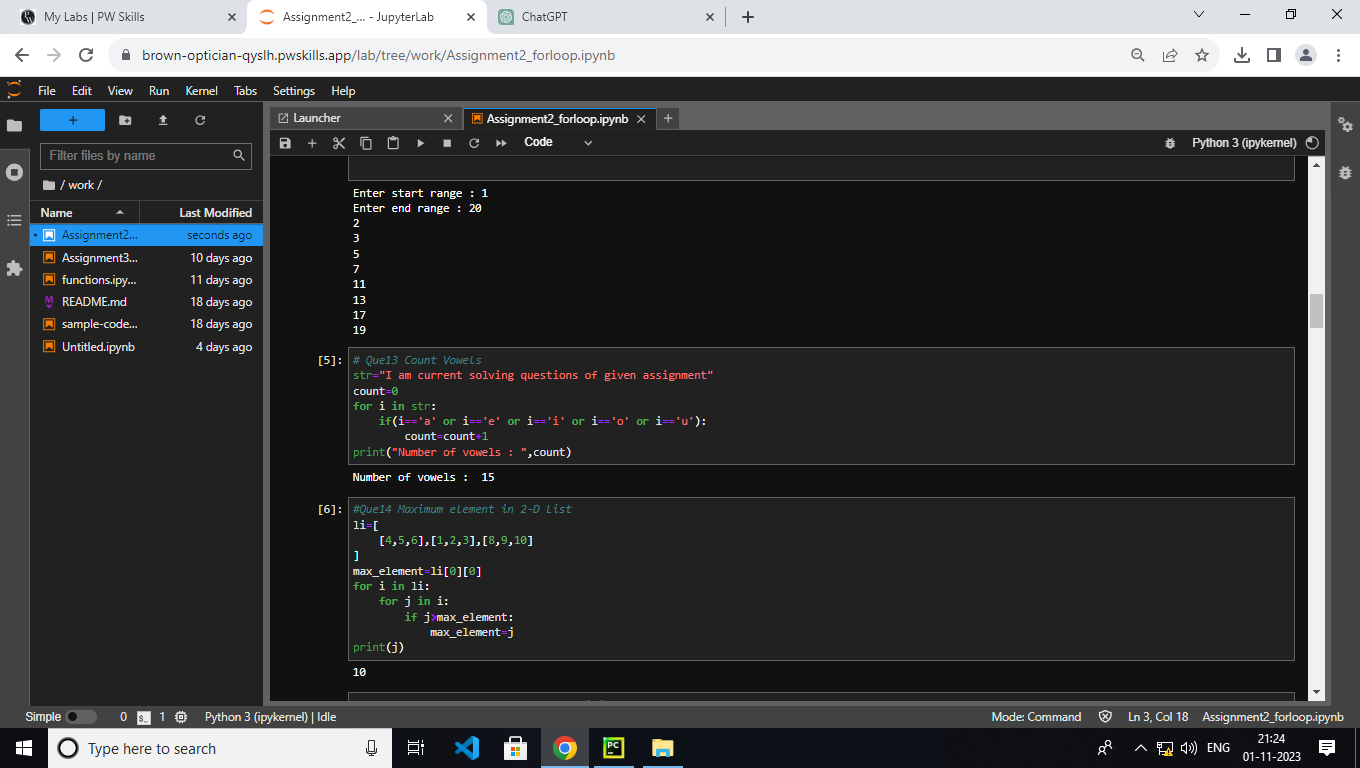 My Labs | PW Skills
Assignment2_... - JupyterLab
ChatGPT
brown-optician-qyslh.pwskills.app/lab/tree/work/Assignment2_forloop.ipynb
File Edit View Run Kernel Tabs Settings Help
+
Launcher
Assignment2_forloop.ipynb
Code
Python 3 (ipykernel)
Filter files by name
/ work /
Name Last Modified
Assignment2... seconds ago
Assignment3... 10 days ago
functions.ipy... 11 days ago
README.md 18 days ago
sample-code... 18 days ago
Untitled.ipynb 4 days ago
Enter start range : 1
Enter end range : 20
2
3
5
7
11
13
17
19
[5]:
# Que13 Count Vowels
str="I am current solving questions of given assignment"
count=0
for i in str:
    if(i=='a' or i=='e' or i=='i' or i=='o' or i=='u'):
        count=count+1
print("Number of vowels : ",count)
Number of vowels :  15
[6]:
#Que14 Maximum element in 2-D List
li=[
    [4,5,6],[1,2,3],[8,9,10]
]
max_element=li[0][0]
for i in li:
    for j in i:
        if j>max_element:
            max_element=j
print(j)
10
Simple 0 1 Python 3 (ipykernel) | Idle
Mode: Command Ln 3, Col 18 Assignment2_forloop.ipynb
Type here to search
PC
ENG
21:24
01-11-2023